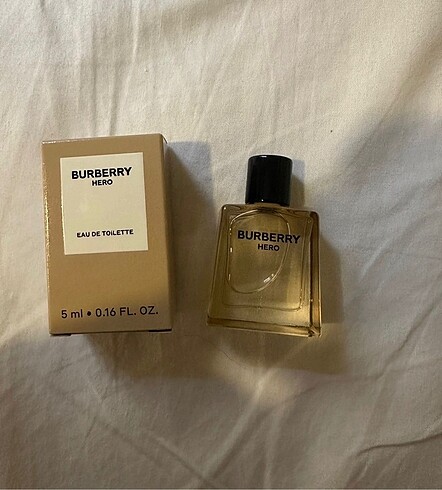 BURBERRY
HERO
EAU DE TOILETTE
5 ml • 0.16 FL. OZ.
BURBERRY
HERO